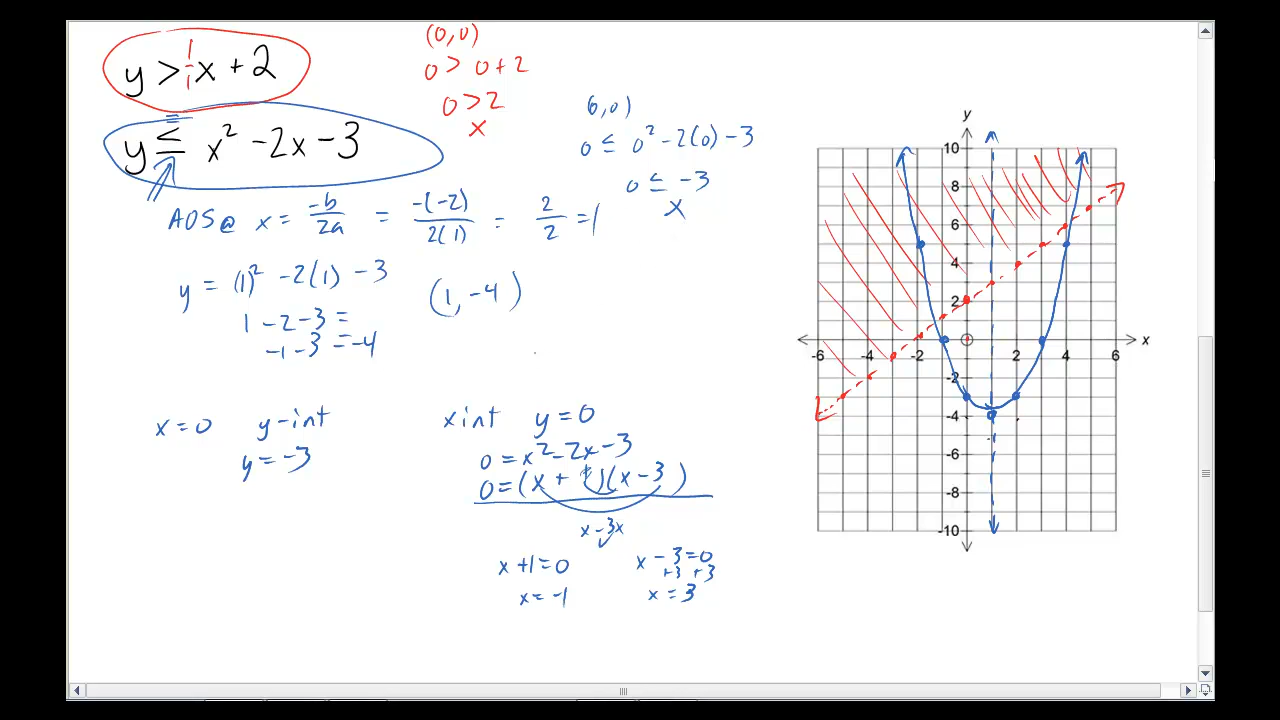 y > 1/1 x + 2
(0,0)
0 > 0+2
0 > 2
x
y ≤ x² - 2x - 3
6,0)
0 ≤ 0² - 2(0) - 3
0 ≤ -3
x
AOS@ x = -b/2a = -(-2)/2(1) = 2/2 = 1
y = (1)² - 2(1) - 3
1 - 2 - 3 =
-1 - 3 = -4
(1, -4)
x = 0 y-int
y = -3
x int y = 0
0 = x² - 2x - 3
0 = (x + 1)(x - 3)
x - 3x
x + 1 = 0
x = -1
x - 3 = 0
+3 +3
x = 3
y
10
8
6
4
2
-6 -4 -2 0 2 4 6 x
-2
-4
-6
-8
-10